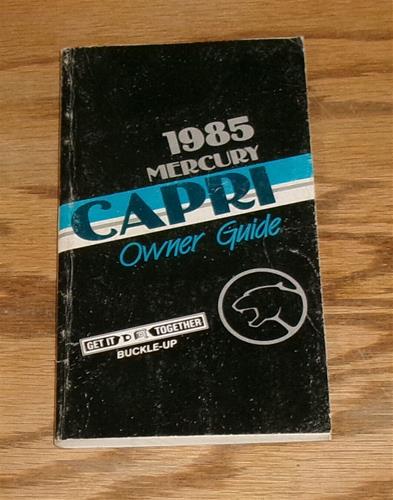 1985
MERCURY
CAPRI
Owner Guide
GET IT TOGETHER
BUCKLE-UP